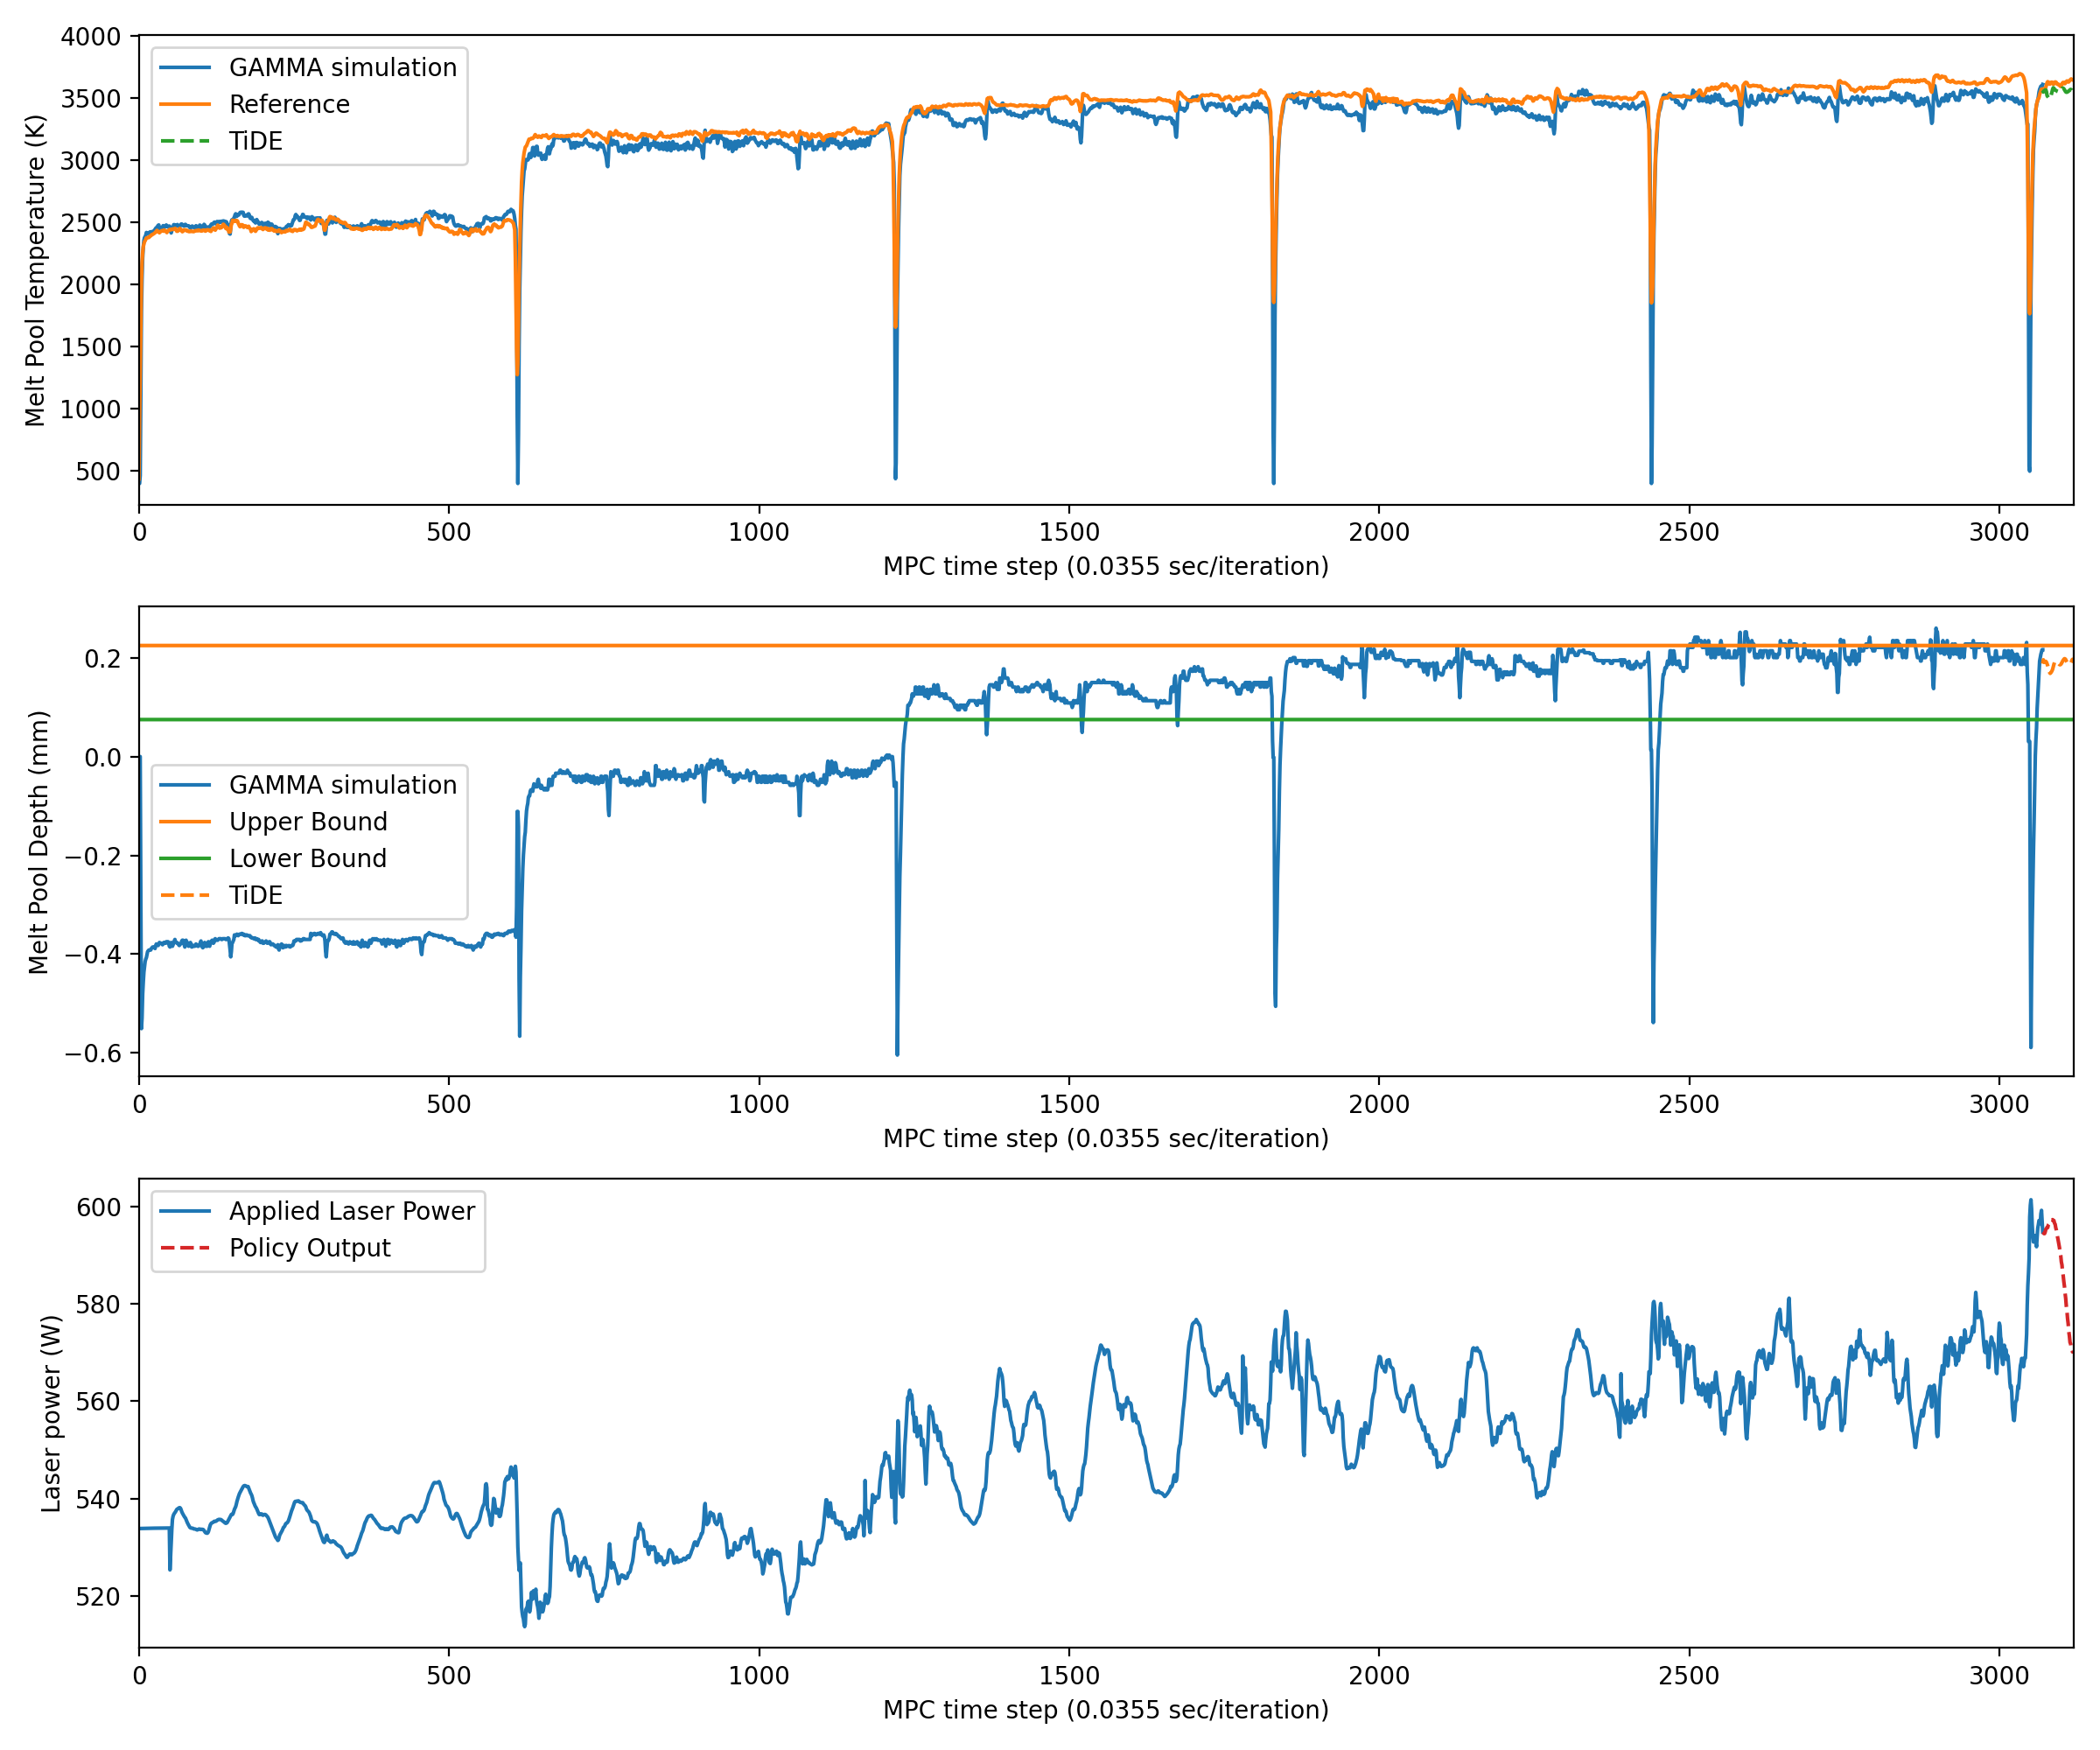 4000
3500
3000
2500
2000
1500
1000
500
Melt Pool Temperature (K)
GAMMA simulation
Reference
TiDE
0 500 1000 1500 2000 2500 3000
MPC time step (0.0355 sec/iteration)
0.2
0.0
−0.2
−0.4
−0.6
Melt Pool Depth (mm)
GAMMA simulation
Upper Bound
Lower Bound
TiDE
0 500 1000 1500 2000 2500 3000
MPC time step (0.0355 sec/iteration)
600
580
560
540
520
Laser power (W)
Applied Laser Power
Policy Output
0 500 1000 1500 2000 2500 3000
MPC time step (0.0355 sec/iteration)